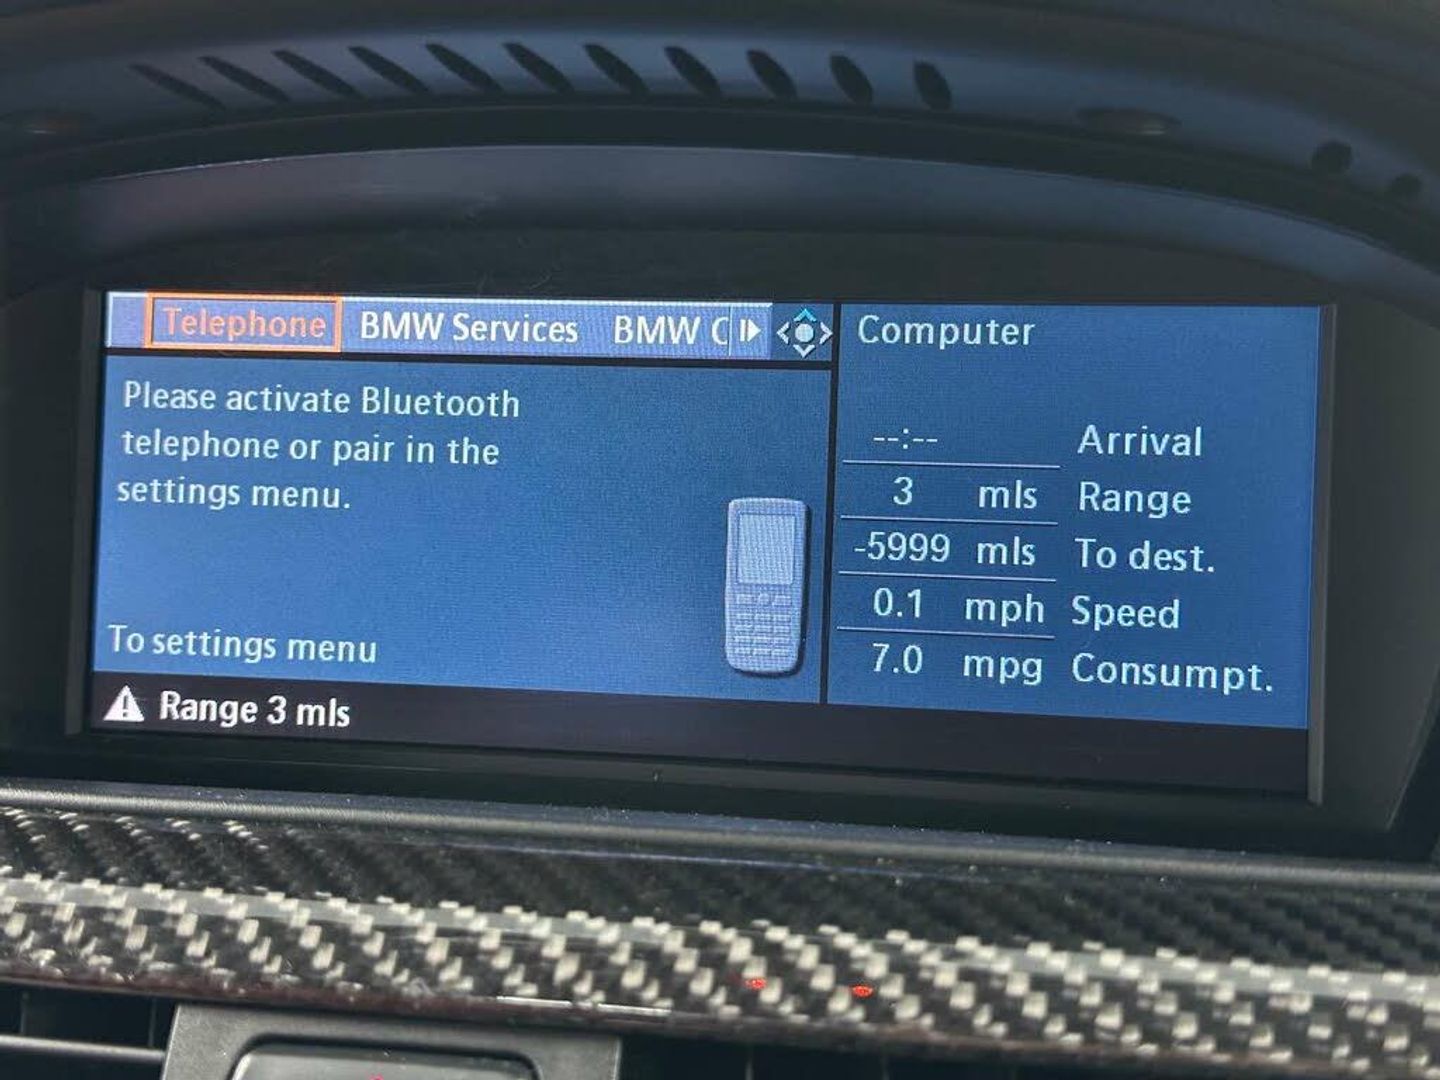 Telephone BMW Services BMW C
Please activate Bluetooth
telephone or pair in the
settings menu.
To settings menu
Range 3 mls
Computer
--:-- Arrival
3 mls Range
-5999 mls To dest.
0.1 mph Speed
7.0 mpg Consumpt.